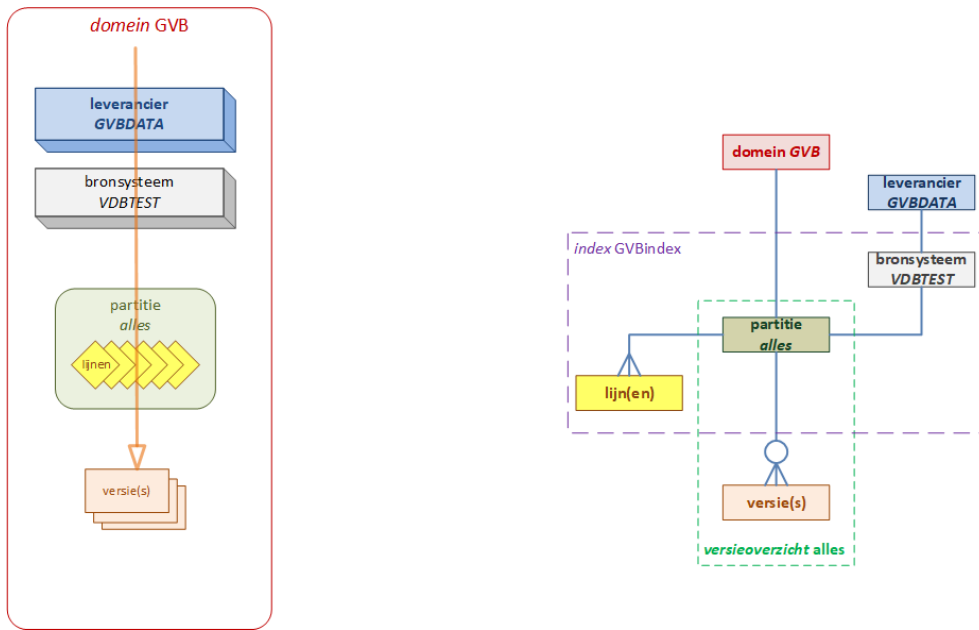 domein GVB
leverancier
GVBDATA
bronsysteem
VDBTEST
partitie
alles
lijnen
versie(s)
domein GVB
leverancier
GVBDATA
index GVBindex
bronsysteem
VDBTEST
partitie
alles
lijn(en)
versie(s)
versieoverzicht alles